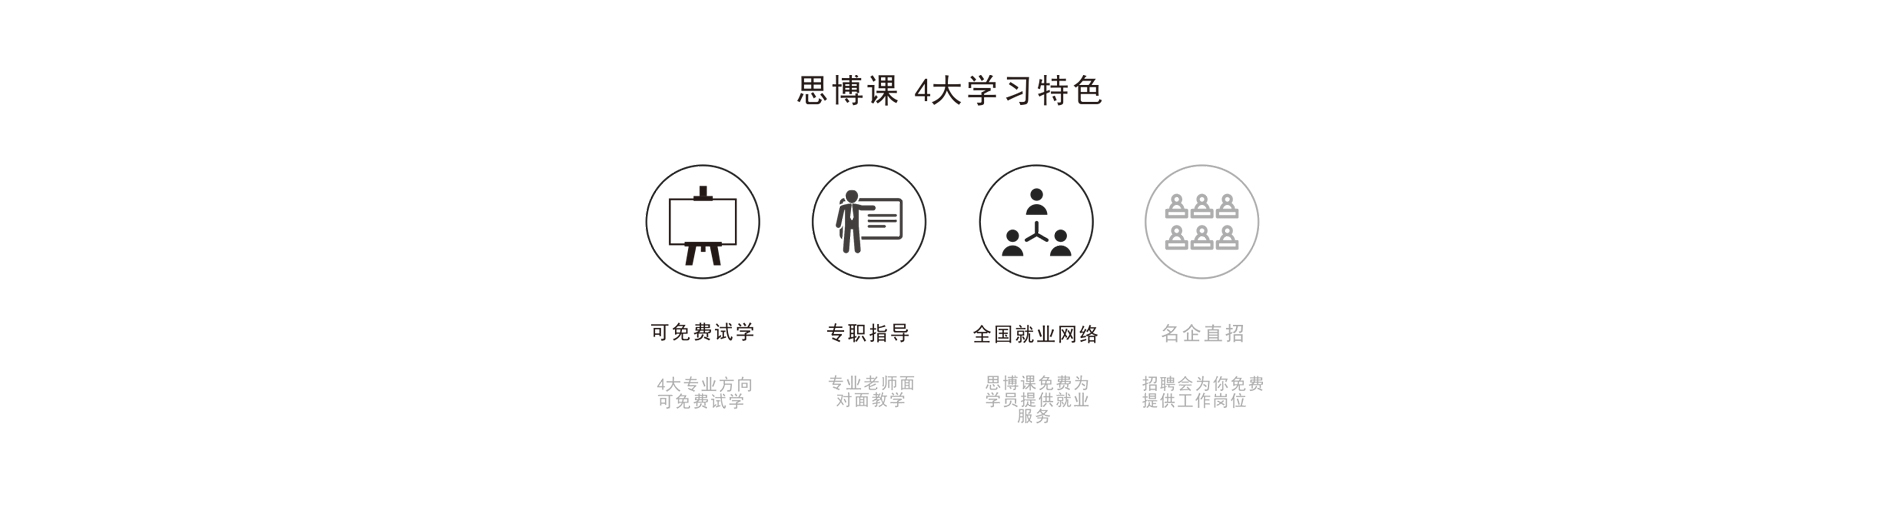 思博课 4大学习特色
可免费试学
专职指导
全国就业网络
名企直招
4大专业方向
可免费试学
专业老师面
对面教学
思博课免费为
学员提供就业
服务
招聘会为你免费
提供工作岗位